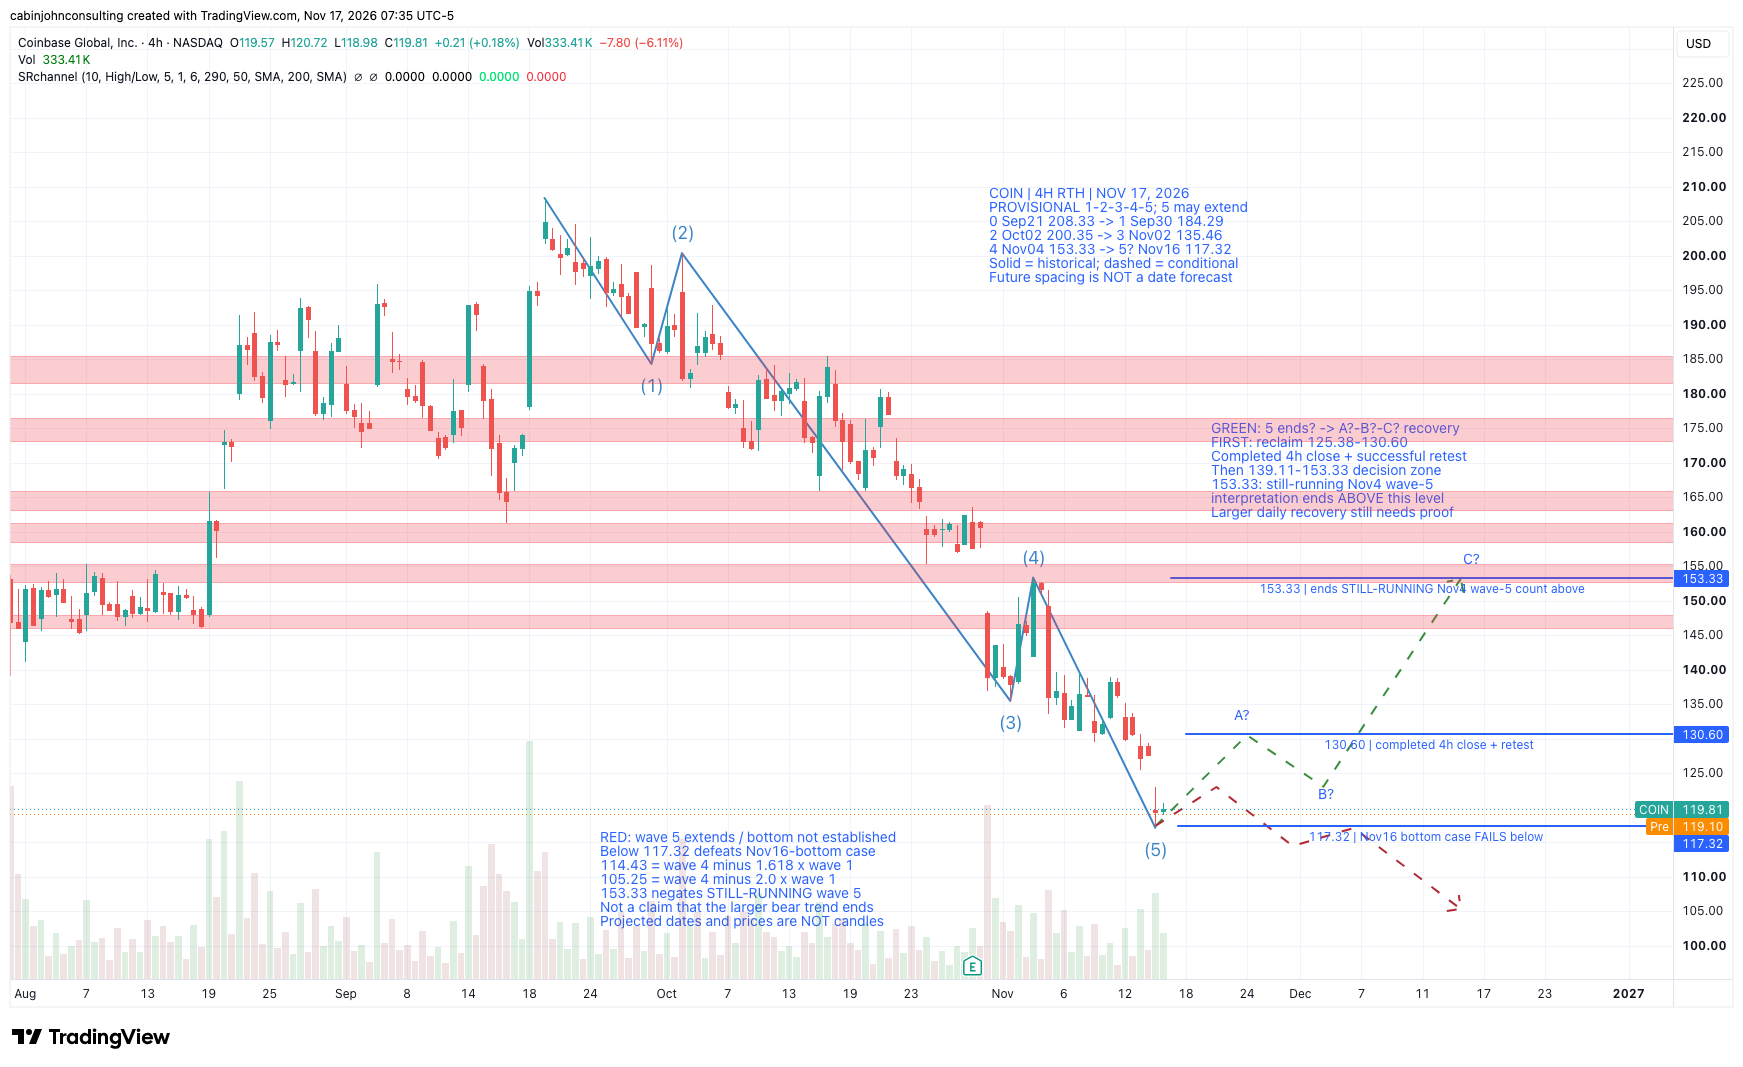 cabinjohnconsulting created with TradingView.com, Nov 17, 2026 07:35 UTC-5
Coinbase Global, Inc. · 4h · NASDAQ O119.57 H120.72 L118.98 C119.81 +0.21 (+0.18%) Vol333.41K −7.80 (−6.11%)
Vol 333.41K
SRchannel (10, High/Low, 5, 1, 6, 290, 50, SMA, 200, SMA) ∅ ∅ 0.0000 0.0000 0.0000 0.0000
USD
225.00
220.00
215.00
210.00
205.00
200.00
195.00
190.00
185.00
180.00
175.00
170.00
165.00
160.00
155.00
153.33
150.00
145.00
140.00
135.00
130.60
125.00
COIN 119.81
Pre 119.10
117.32
110.00
105.00
100.00
COIN | 4H RTH | NOV 17, 2026
PROVISIONAL 1-2-3-4-5; 5 may extend
0 Sep21 208.33 -> 1 Sep30 184.29
2 Oct02 200.35 -> 3 Nov02 135.46
4 Nov04 153.33 -> 5? Nov16 117.32
Solid = historical; dashed = conditional
Future spacing is NOT a date forecast
(2)
(1)
GREEN: 5 ends? -> A?-B?-C? recovery
FIRST: reclaim 125.38-130.60
Completed 4h close + successful retest
Then 139.11-153.33 decision zone
153.33: still-running Nov4 wave-5
interpretation ends ABOVE this level
Larger daily recovery still needs proof
(4)
C?
153.33 | ends STILL-RUNNING Nov4 wave-5 count above
(3)
A?
130.60 | completed 4h close + retest
B?
117.32 | Nov16 bottom case FAILS below
(5)
RED: wave 5 extends / bottom not established
Below 117.32 defeats Nov16-bottom case
114.43 = wave 4 minus 1.618 x wave 1
105.25 = wave 4 minus 2.0 x wave 1
153.33 negates STILL-RUNNING wave 5
Not a claim that the larger bear trend ends
Projected dates and prices are NOT candles
E
Aug 7 13 19 25 Sep 8 14 18 24 Oct 7 13 19 23 Nov 6 12 18 24 Dec 7 11 17 23 2027
TradingView